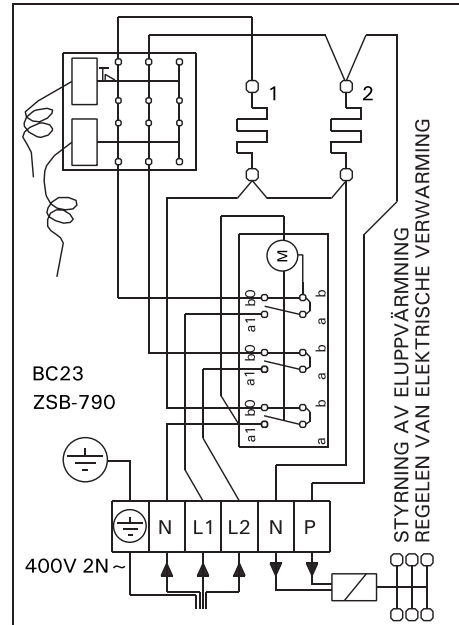 1
2
M
b0 b
a1 a
b0 b
a1 a
b0 b
a1 a
BC23
ZSB-790
N L1 L2 N P
400V 2N~
STYRNING AV ELUPPVÄRMNING
REGELEN VAN ELEKTRISCHE VERWARMING